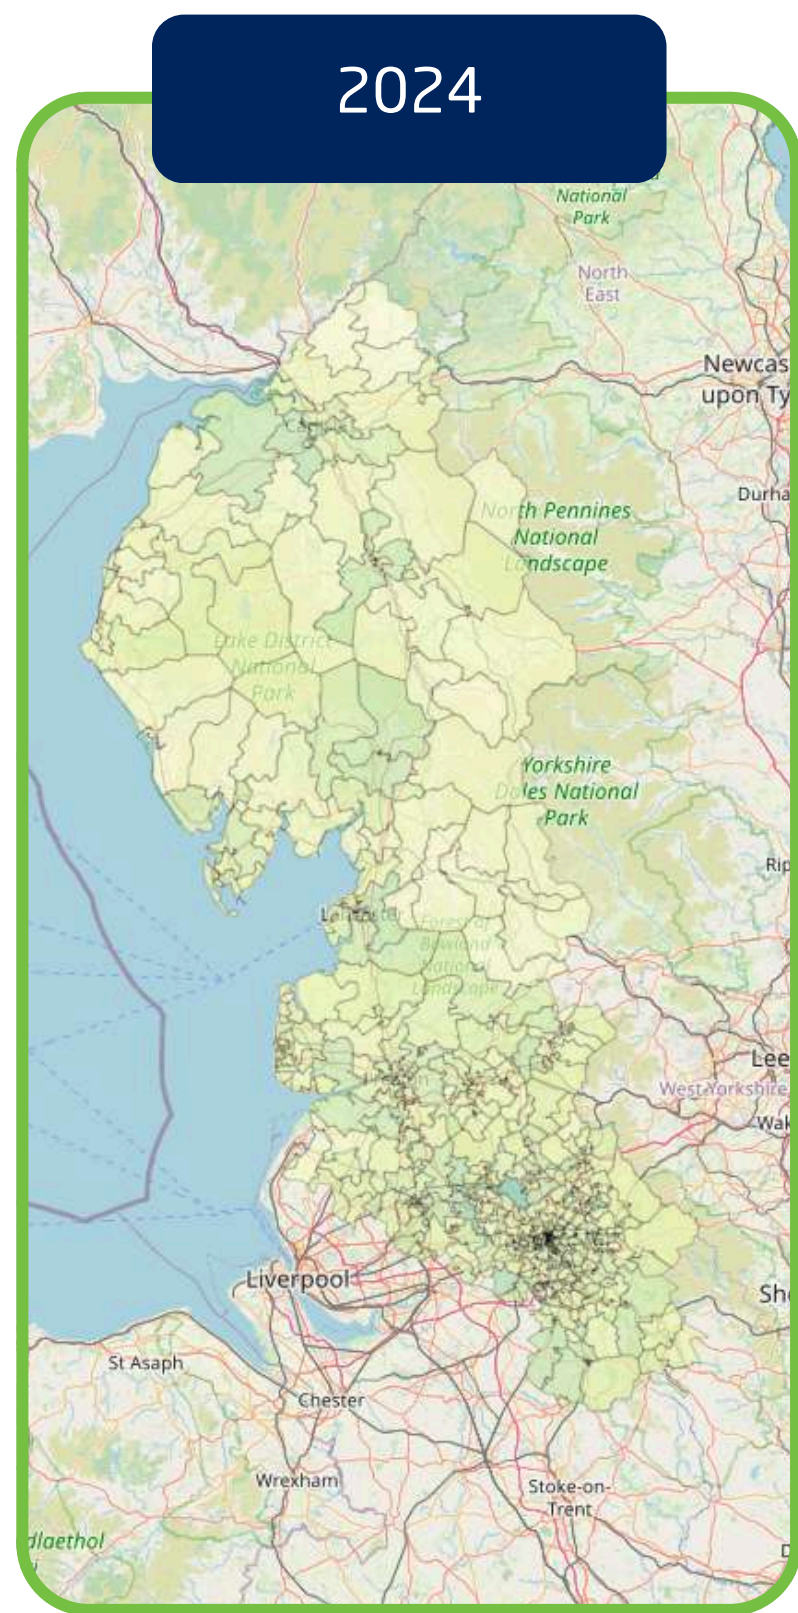 2024
National
Park
North
East
Newcas
upon Ty
Durha
North Pennines
National
Landscape
Lake District
National
Park
Yorkshire
Dales National
Park
Rip
Lancaster
Forest of
Bowland
National
Landscape
Lee
West Yorkshire
Wak
Liverpool
She
St Asaph
Chester
Wrexham
Stoke-on-
Trent
dlaethol
D